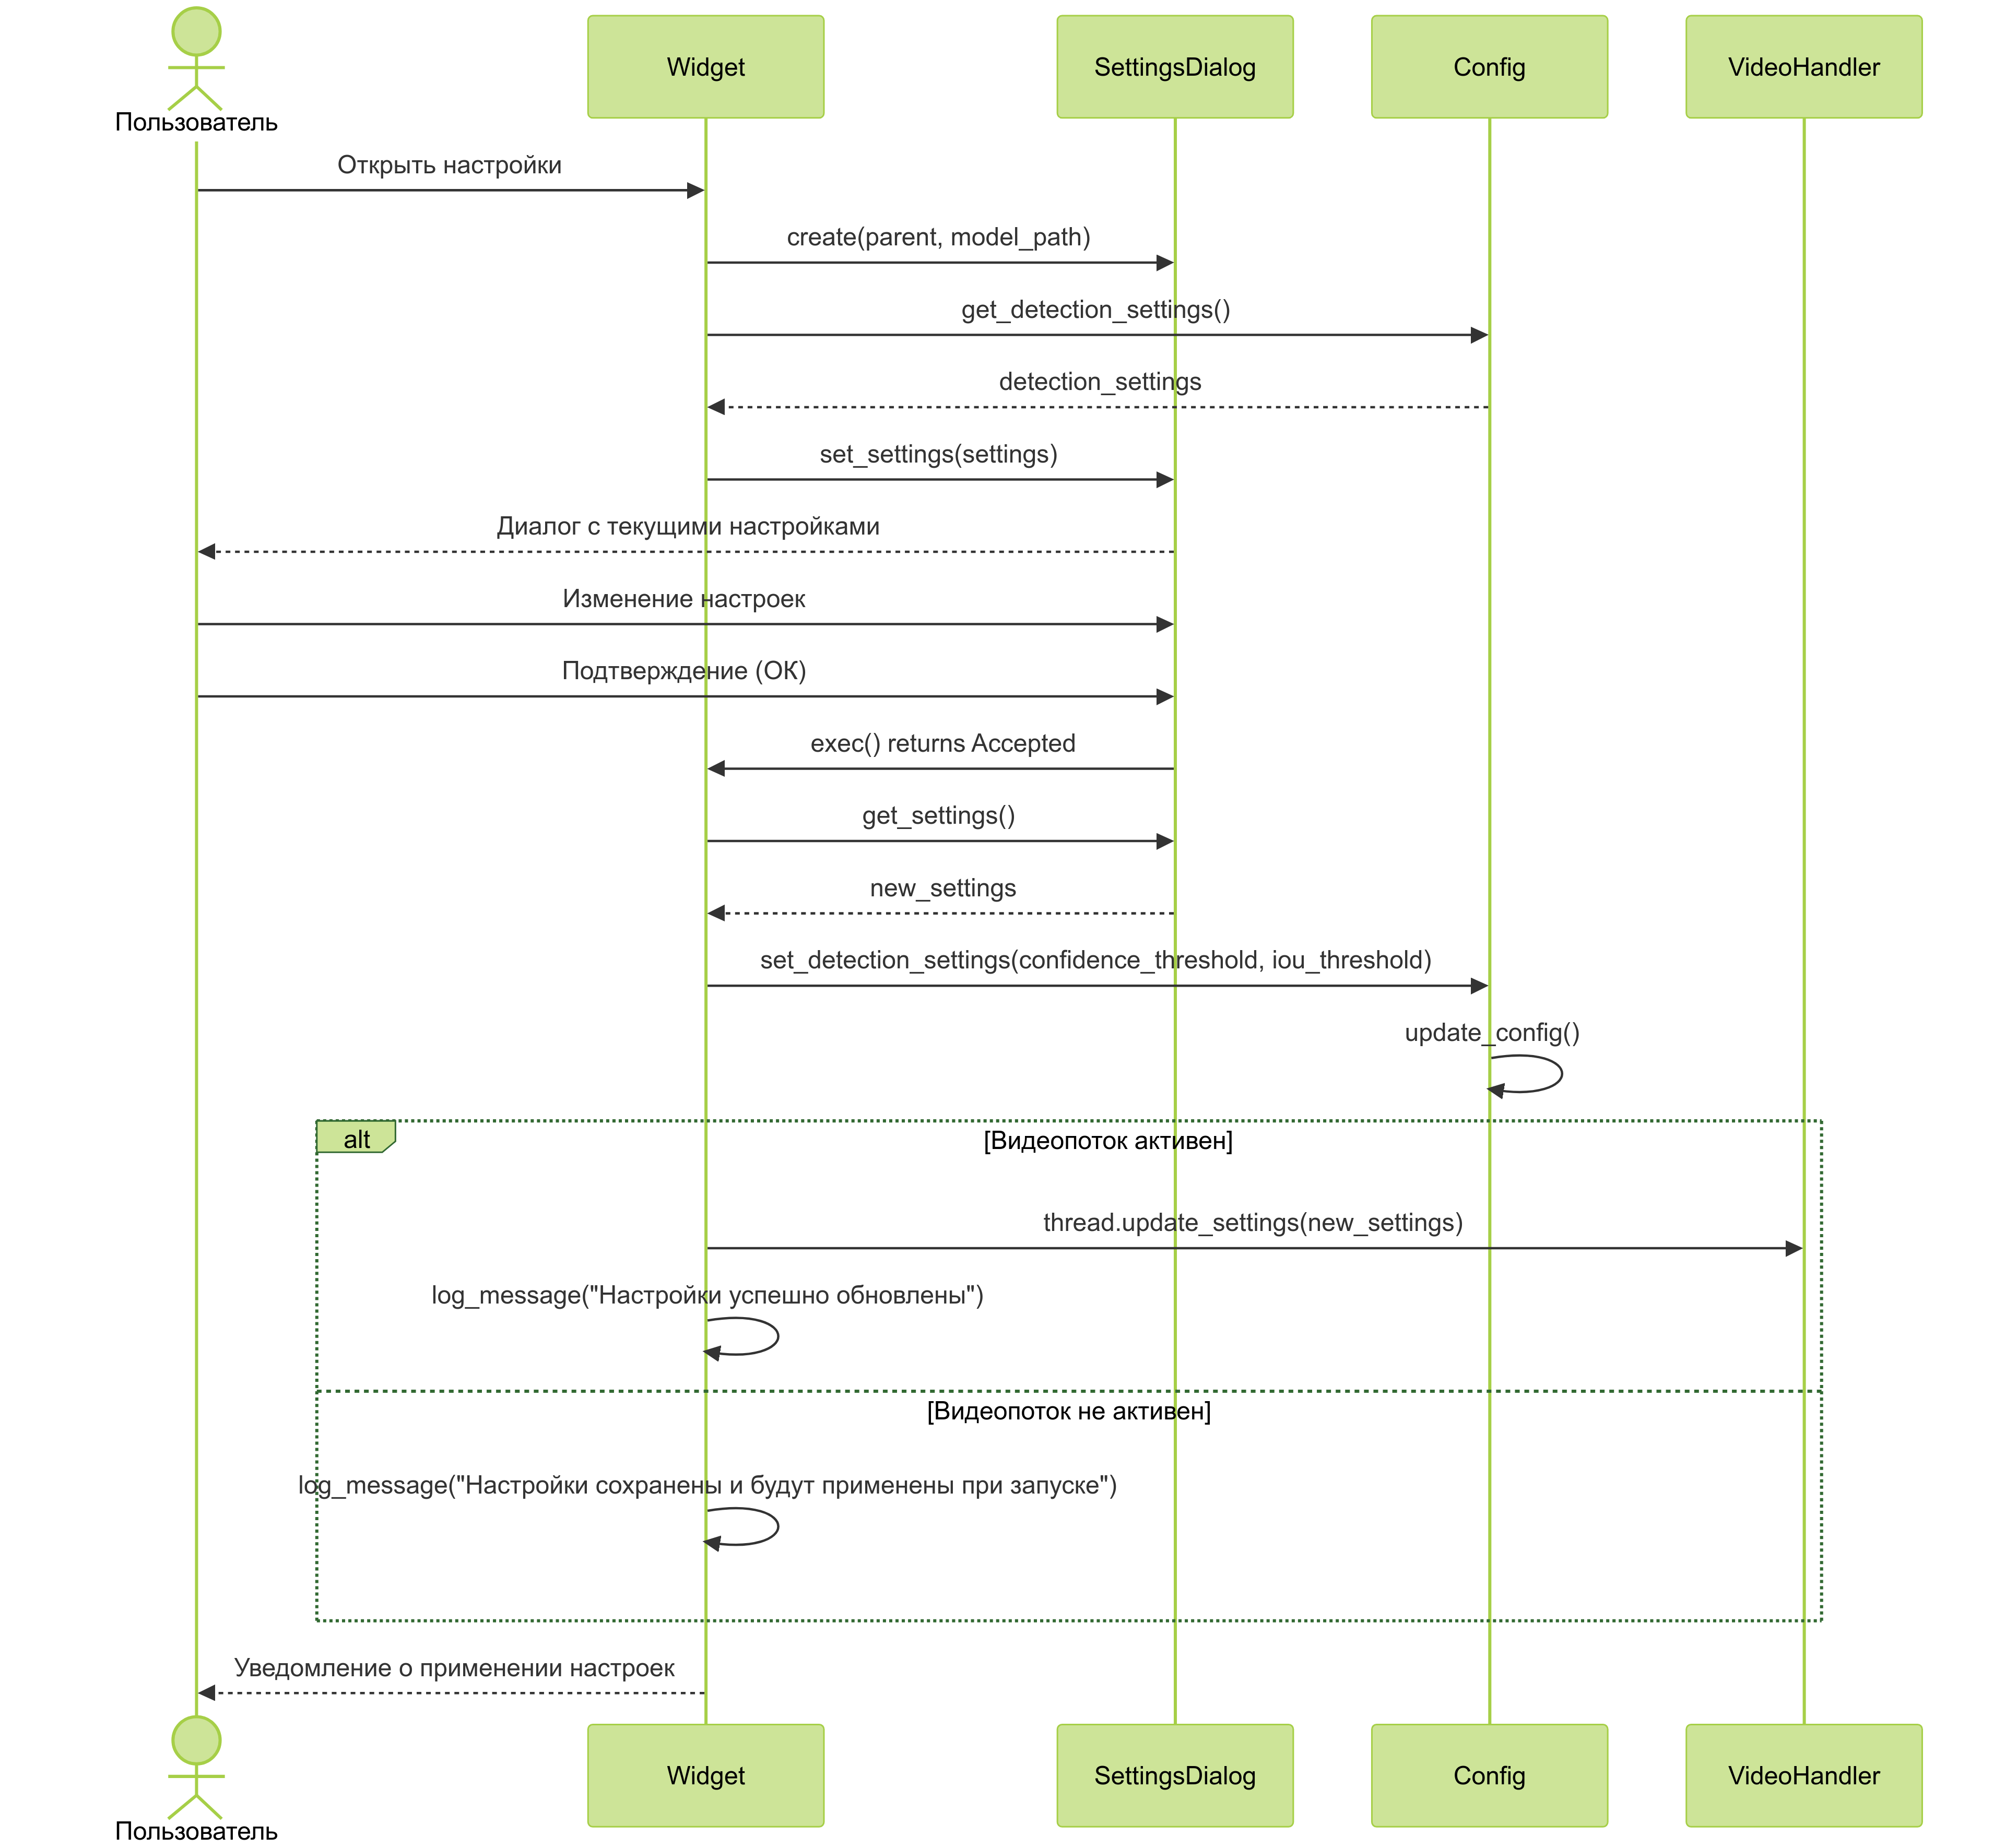 Пользователь
Widget
SettingsDialog
Config
VideoHandler
Открыть настройки
create(parent, model_path)
get_detection_settings()
detection_settings
set_settings(settings)
Диалог с текущими настройками
Изменение настроек
Подтверждение (ОК)
exec() returns Accepted
get_settings()
new_settings
set_detection_settings(confidence_threshold, iou_threshold)
update_config()
alt
[Видеопоток активен]
thread.update_settings(new_settings)
log_message("Настройки успешно обновлены")
[Видеопоток не активен]
log_message("Настройки сохранены и будут применены при запуске")
Уведомление о применении настроек
Пользователь
Widget
SettingsDialog
Config
VideoHandler